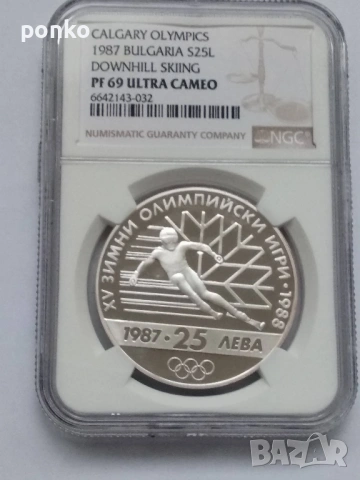 ponko
CALGARY OLYMPICS
1987 BULGARIA S25L
DOWNHILL SKIING
PF 69 ULTRA CAMEO
6642143-032
NUMISMATIC GUARANTY COMPANY
NGC
XV ЗИМНИ ОЛИМПИЙСКИ ИГРИ · 1988
1987 · 25 ЛЕВА
BAZAR